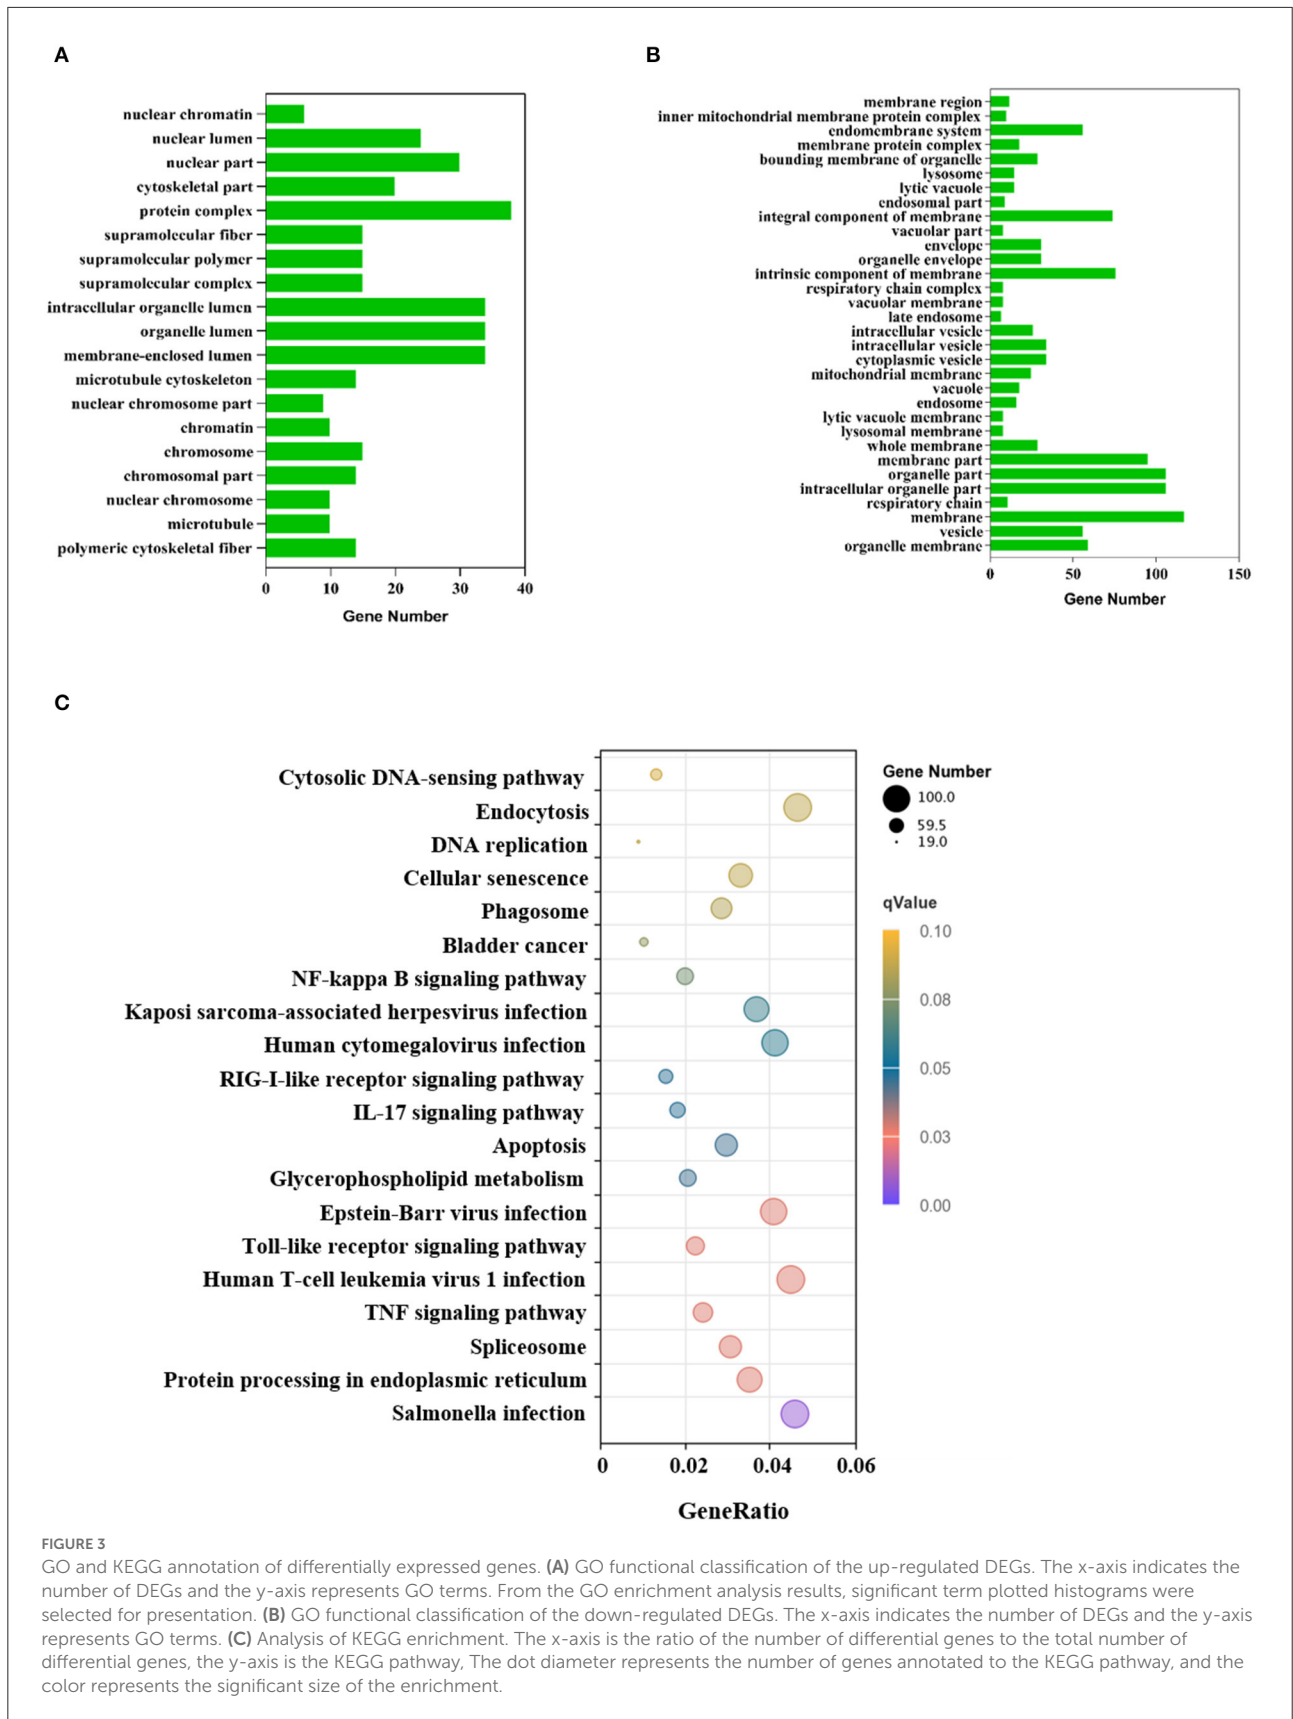 A
nuclear chromatin
nuclear lumen
nuclear part
cytoskeletal part
protein complex
supramolecular fiber
supramolecular polymer
supramolecular complex
intracellular organelle lumen
organelle lumen
membrane-enclosed lumen
microtubule cytoskeleton
nuclear chromosome part
chromatin
chromosome
chromosomal part
nuclear chromosome
microtubule
polymeric cytoskeletal fiber
0 10 20 30 40
Gene Number
B
membrane region
inner mitochondrial membrane protein complex
endomembrane system
membrane protein complex
bounding membrane of organelle
lysosome
lytic vacuole
endosomal part
integral component of membrane
vacuolar part
envelope
organelle envelope
intrinsic component of membrane
respiratory chain complex
vacuolar membrane
late endosome
intracellular vesicle
intracellular vesicle
cytoplasmic vesicle
mitochondrial membrane
vacuole
endosome
lytic vacuole membrane
lysosomal membrane
whole membrane
membrane part
organelle part
intracellular organelle part
respiratory chain
membrane
vesicle
organelle membrane
0 50 100 150
Gene Number
C
Cytosolic DNA-sensing pathway
Endocytosis
DNA replication
Cellular senescence
Phagosome
Bladder cancer
NF-kappa B signaling pathway
Kaposi sarcoma-associated herpesvirus infection
Human cytomegalovirus infection
RIG-I-like receptor signaling pathway
IL-17 signaling pathway
Apoptosis
Glycerophospholipid metabolism
Epstein-Barr virus infection
Toll-like receptor signaling pathway
Human T-cell leukemia virus 1 infection
TNF signaling pathway
Spliceosome
Protein processing in endoplasmic reticulum
Salmonella infection
0 0.02 0.04 0.06
GeneRatio
Gene Number
100.0
59.5
19.0
qValue
0.10
0.08
0.05
0.03
0.00
FIGURE 3
GO and KEGG annotation of differentially expressed genes. (A) GO functional classification of the up-regulated DEGs. The x-axis indicates the
number of DEGs and the y-axis represents GO terms. From the GO enrichment analysis results, significant term plotted histograms were
selected for presentation. (B) GO functional classification of the down-regulated DEGs. The x-axis indicates the number of DEGs and the y-axis
represents GO terms. (C) Analysis of KEGG enrichment. The x-axis is the ratio of the number of differential genes to the total number of
differential genes, the y-axis is the KEGG pathway, The dot diameter represents the number of genes annotated to the KEGG pathway, and the
color represents the significant size of the enrichment.